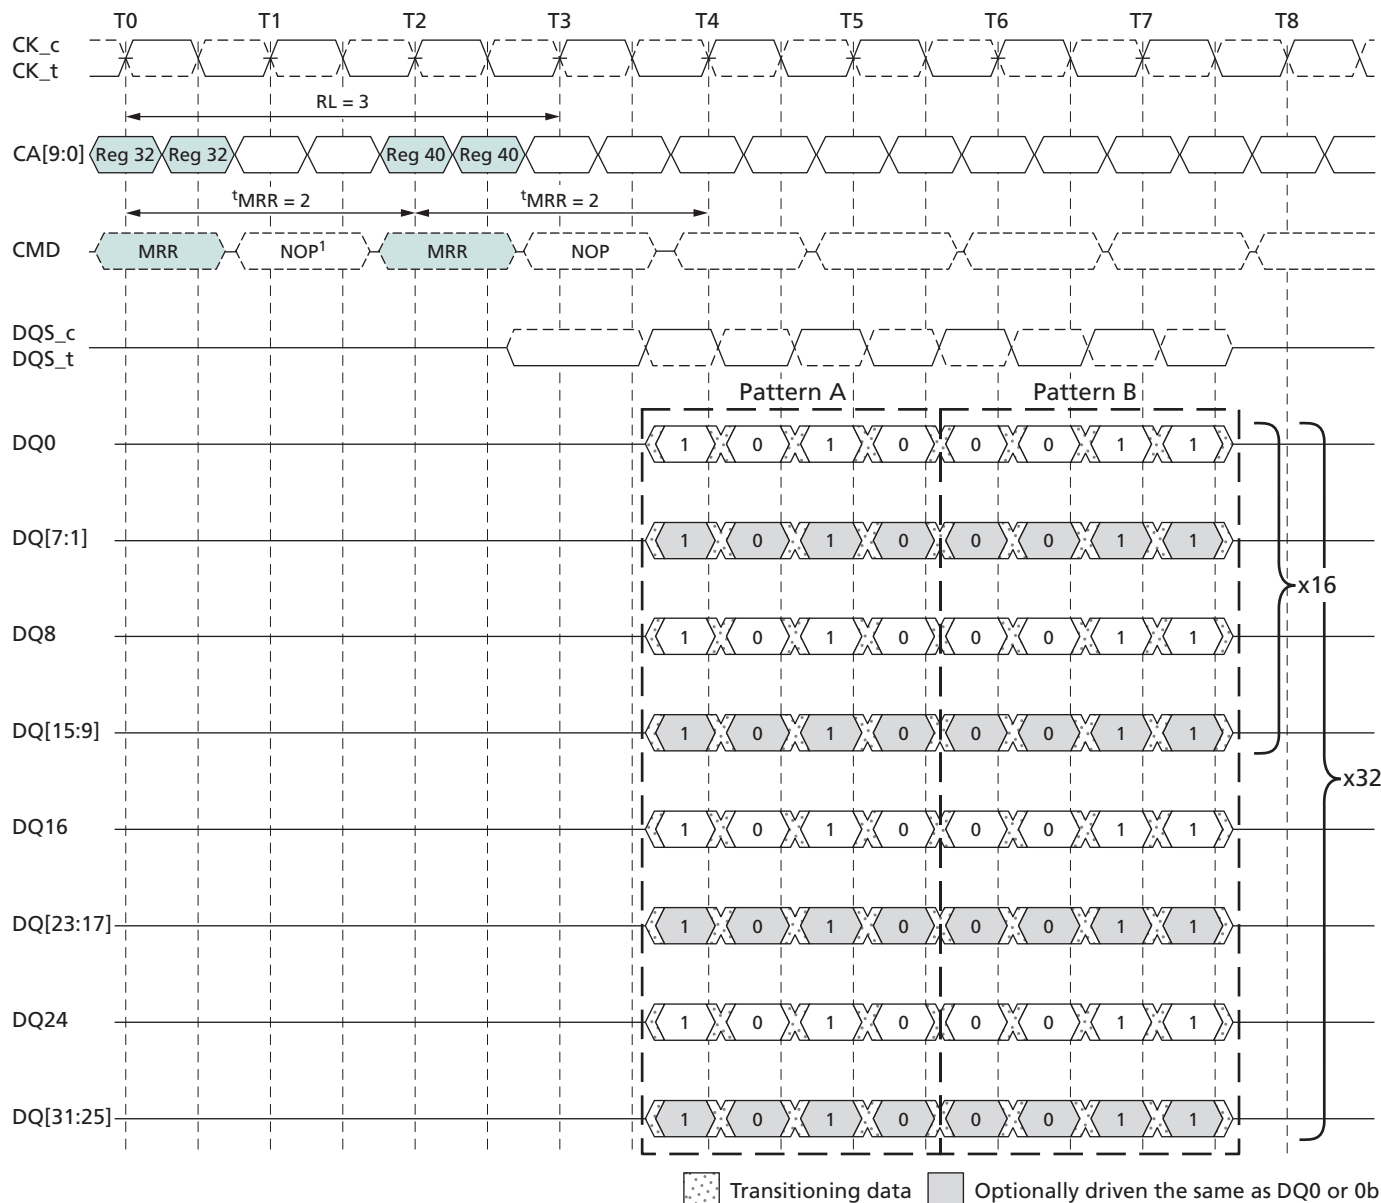 T0 T1 T2 T3 T4 T5 T6 T7 T8
CK_c
CK_t
RL = 3
CA[9:0] Reg 32 Reg 32 Reg 40 Reg 40
tMRR = 2 tMRR = 2
CMD MRR NOP1 MRR NOP
DQS_c
DQS_t
Pattern A Pattern B
DQ0 1 0 1 0 0 0 1 1
DQ[7:1] 1 0 1 0 0 0 1 1
x16
DQ8 1 0 1 0 0 0 1 1
DQ[15:9] 1 0 1 0 0 0 1 1
x32
DQ16 1 0 1 0 0 0 1 1
DQ[23:17] 1 0 1 0 0 0 1 1
DQ24 1 0 1 0 0 0 1 1
DQ[31:25] 1 0 1 0 0 0 1 1
Transitioning data Optionally driven the same as DQ0 or 0b